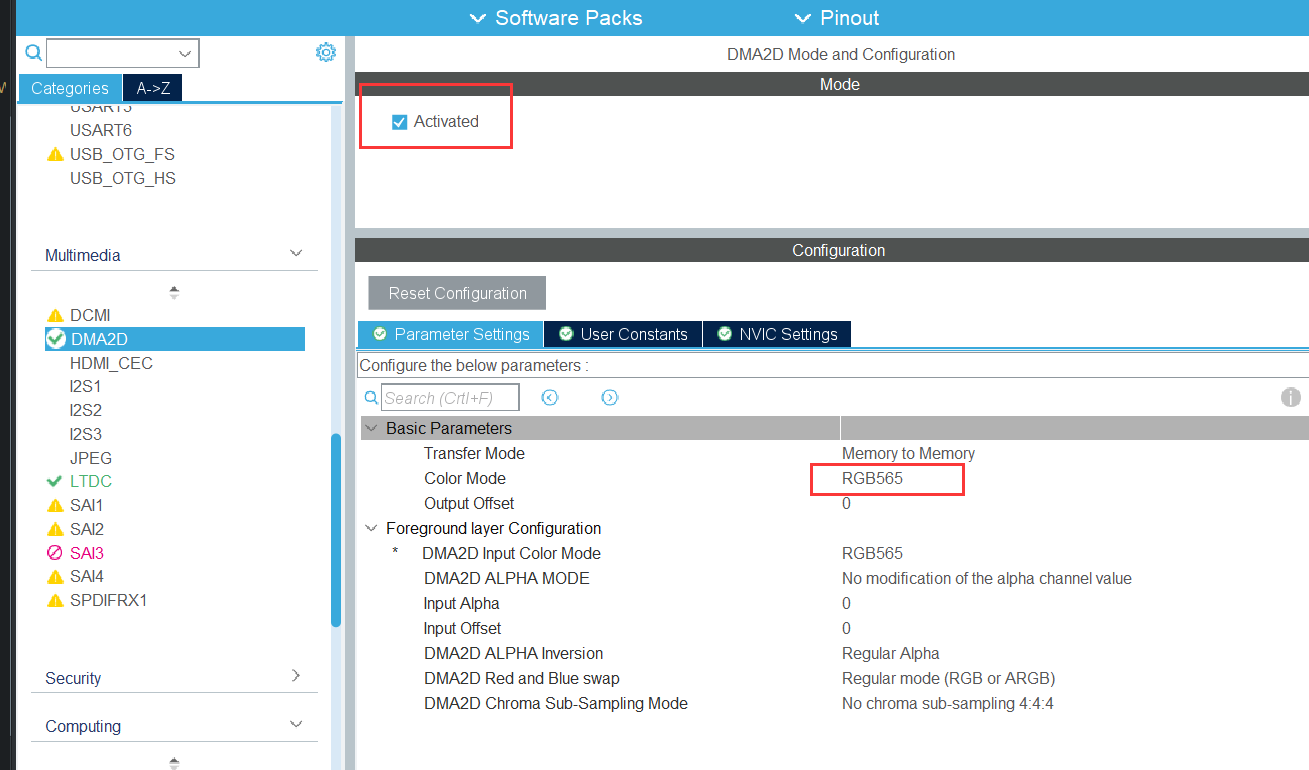 Software Packs
Pinout
Categories
A->Z
USART3
USART6
USB_OTG_FS
USB_OTG_HS
Multimedia
DCMI
DMA2D
HDMI_CEC
I2S1
I2S2
I2S3
JPEG
LTDC
SAI1
SAI2
SAI3
SAI4
SPDIFRX1
Security
Computing
DMA2D Mode and Configuration
Mode
Activated
Configuration
Reset Configuration
Parameter Settings
User Constants
NVIC Settings
Configure the below parameters :
Search (Crtl+F)
Basic Parameters
Transfer Mode Memory to Memory
Color Mode RGB565
Output Offset 0
Foreground layer Configuration
* DMA2D Input Color Mode RGB565
DMA2D ALPHA MODE No modification of the alpha channel value
Input Alpha 0
Input Offset 0
DMA2D ALPHA Inversion Regular Alpha
DMA2D Red and Blue swap Regular mode (RGB or ARGB)
DMA2D Chroma Sub-Sampling Mode No chroma sub-sampling 4:4:4